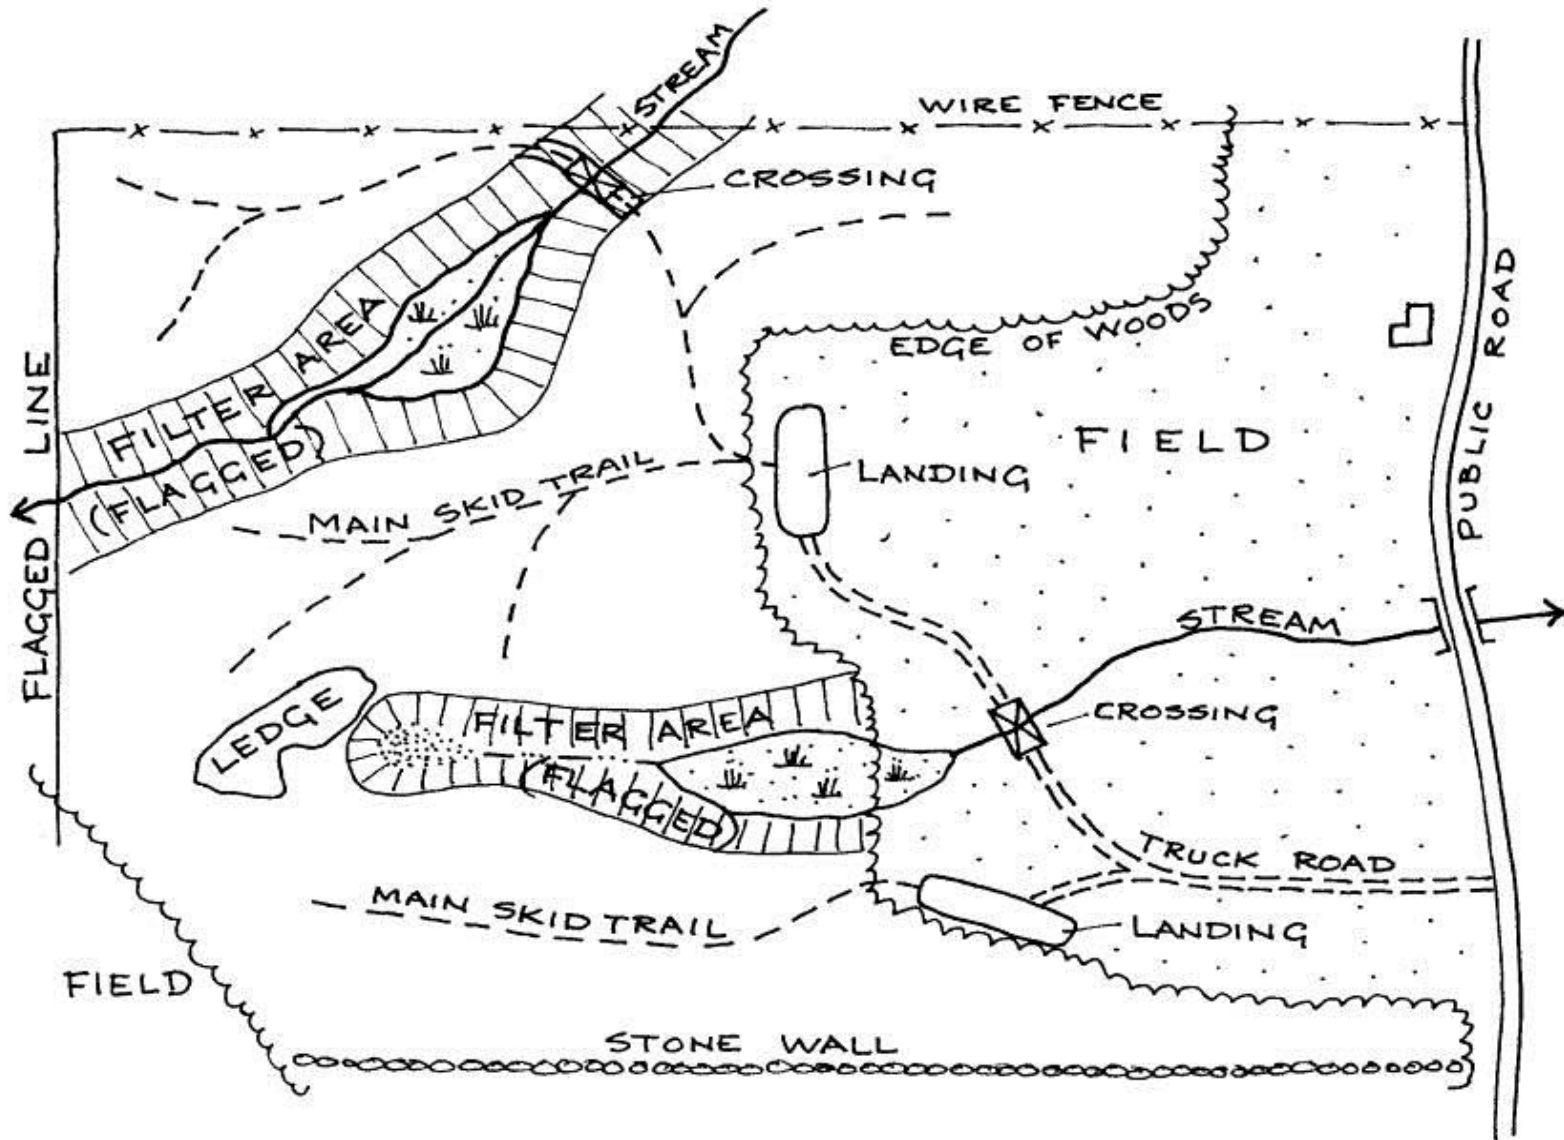 STREAM
WIRE FENCE
CROSSING
FILTER AREA
(FLAGGED)
EDGE OF WOODS
FIELD
PUBLIC ROAD
FLAGGED LINE
LANDING
MAIN SKID TRAIL
STREAM
LEDGE
FILTER AREA
(FLAGGED)
CROSSING
TRUCK ROAD
MAIN SKID TRAIL
LANDING
FIELD
STONE WALL